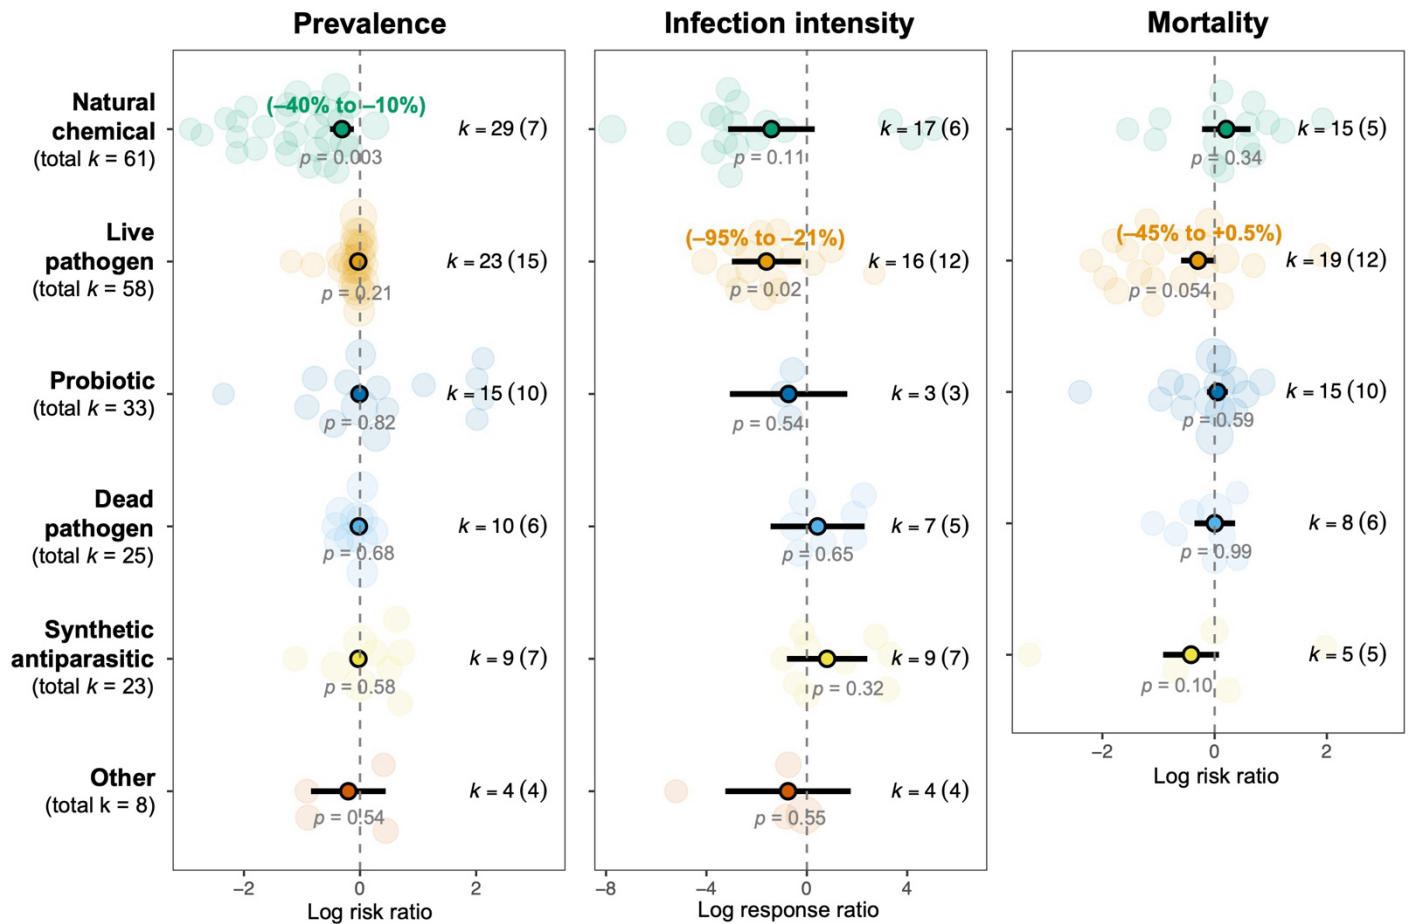 Prevalence
Infection intensity
Mortality
Natural
chemical
(total k = 61)
(–40% to –10%)
k = 29 (7)
p = 0.003
k = 17 (6)
p = 0.11
k = 15 (5)
p = 0.34
Live
pathogen
(total k = 58)
k = 23 (15)
p = 0.21
(–95% to –21%)
k = 16 (12)
p = 0.02
(–45% to +0.5%)
k = 19 (12)
p = 0.054
Probiotic
(total k = 33)
k = 15 (10)
p = 0.82
k = 3 (3)
p = 0.54
k = 15 (10)
p = 0.59
Dead
pathogen
(total k = 25)
k = 10 (6)
p = 0.68
k = 7 (5)
p = 0.65
k = 8 (6)
p = 0.99
Synthetic
antiparasitic
(total k = 23)
k = 9 (7)
p = 0.58
k = 9 (7)
p = 0.32
k = 5 (5)
p = 0.10
Other
(total k = 8)
k = 4 (4)
p = 0.54
k = 4 (4)
p = 0.55
–2 0 2
Log risk ratio
–8 –4 0 4
Log response ratio
–2 0 2
Log risk ratio